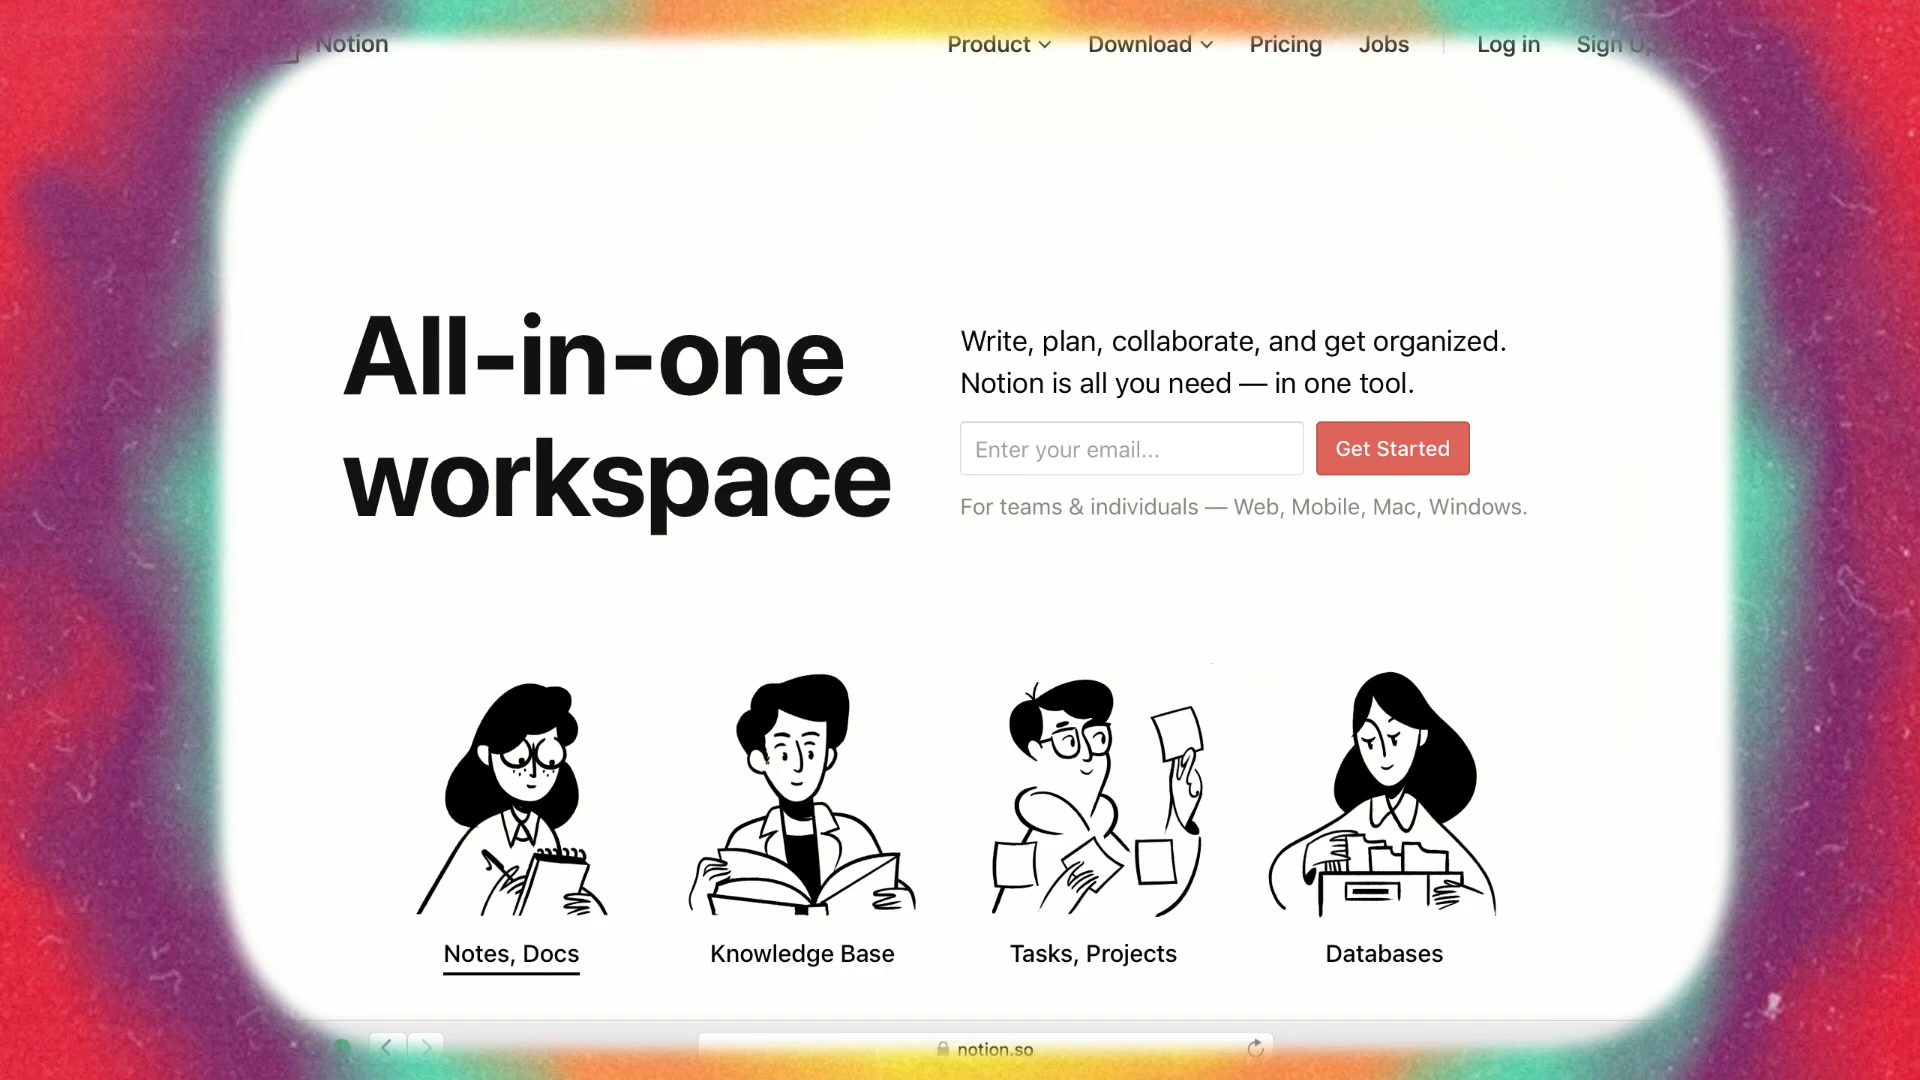 Notion
Product
Download
Pricing
Jobs
Log in
Sign Up
All-in-one
workspace
Write, plan, collaborate, and get organized.
Notion is all you need — in one tool.
Enter your email...
Get Started
For teams & individuals — Web, Mobile, Mac, Windows.
Notes, Docs
Knowledge Base
Tasks, Projects
Databases
notion.so